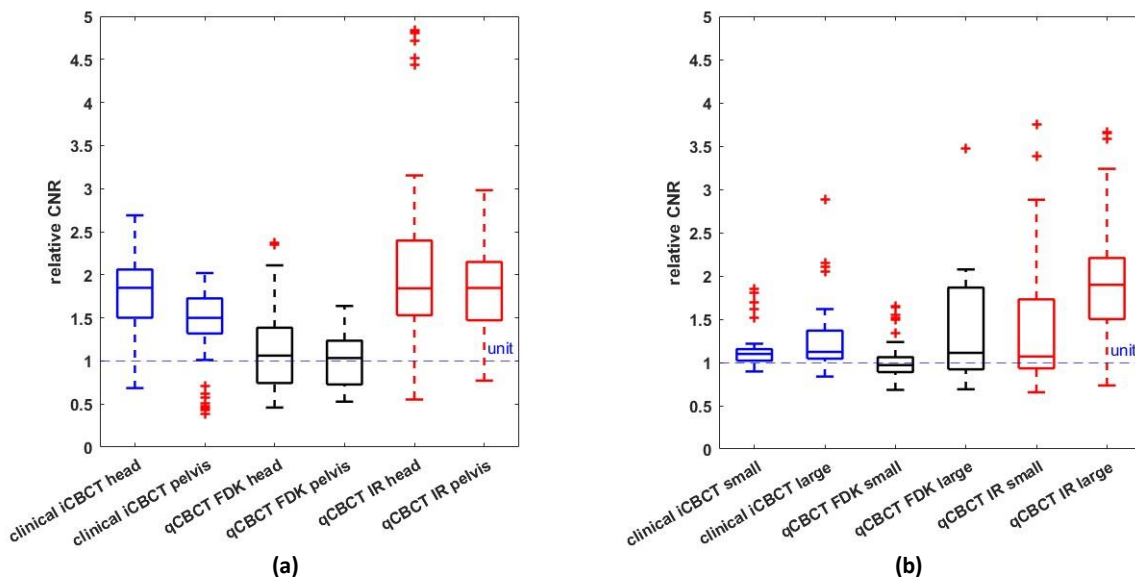 5
4.5
4
3.5
3
2.5
2
1.5
1
0.5
0
relative CNR
unit
clinical iCBCT head
clinical iCBCT pelvis
qCBCT FDK head
qCBCT FDK pelvis
qCBCT IR head
qCBCT IR pelvis
(a)
5
4.5
4
3.5
3
2.5
2
1.5
1
0.5
0
relative CNR
unit
clinical iCBCT small
clinical iCBCT large
qCBCT FDK small
qCBCT FDK large
qCBCT IR small
qCBCT IR large
(b)